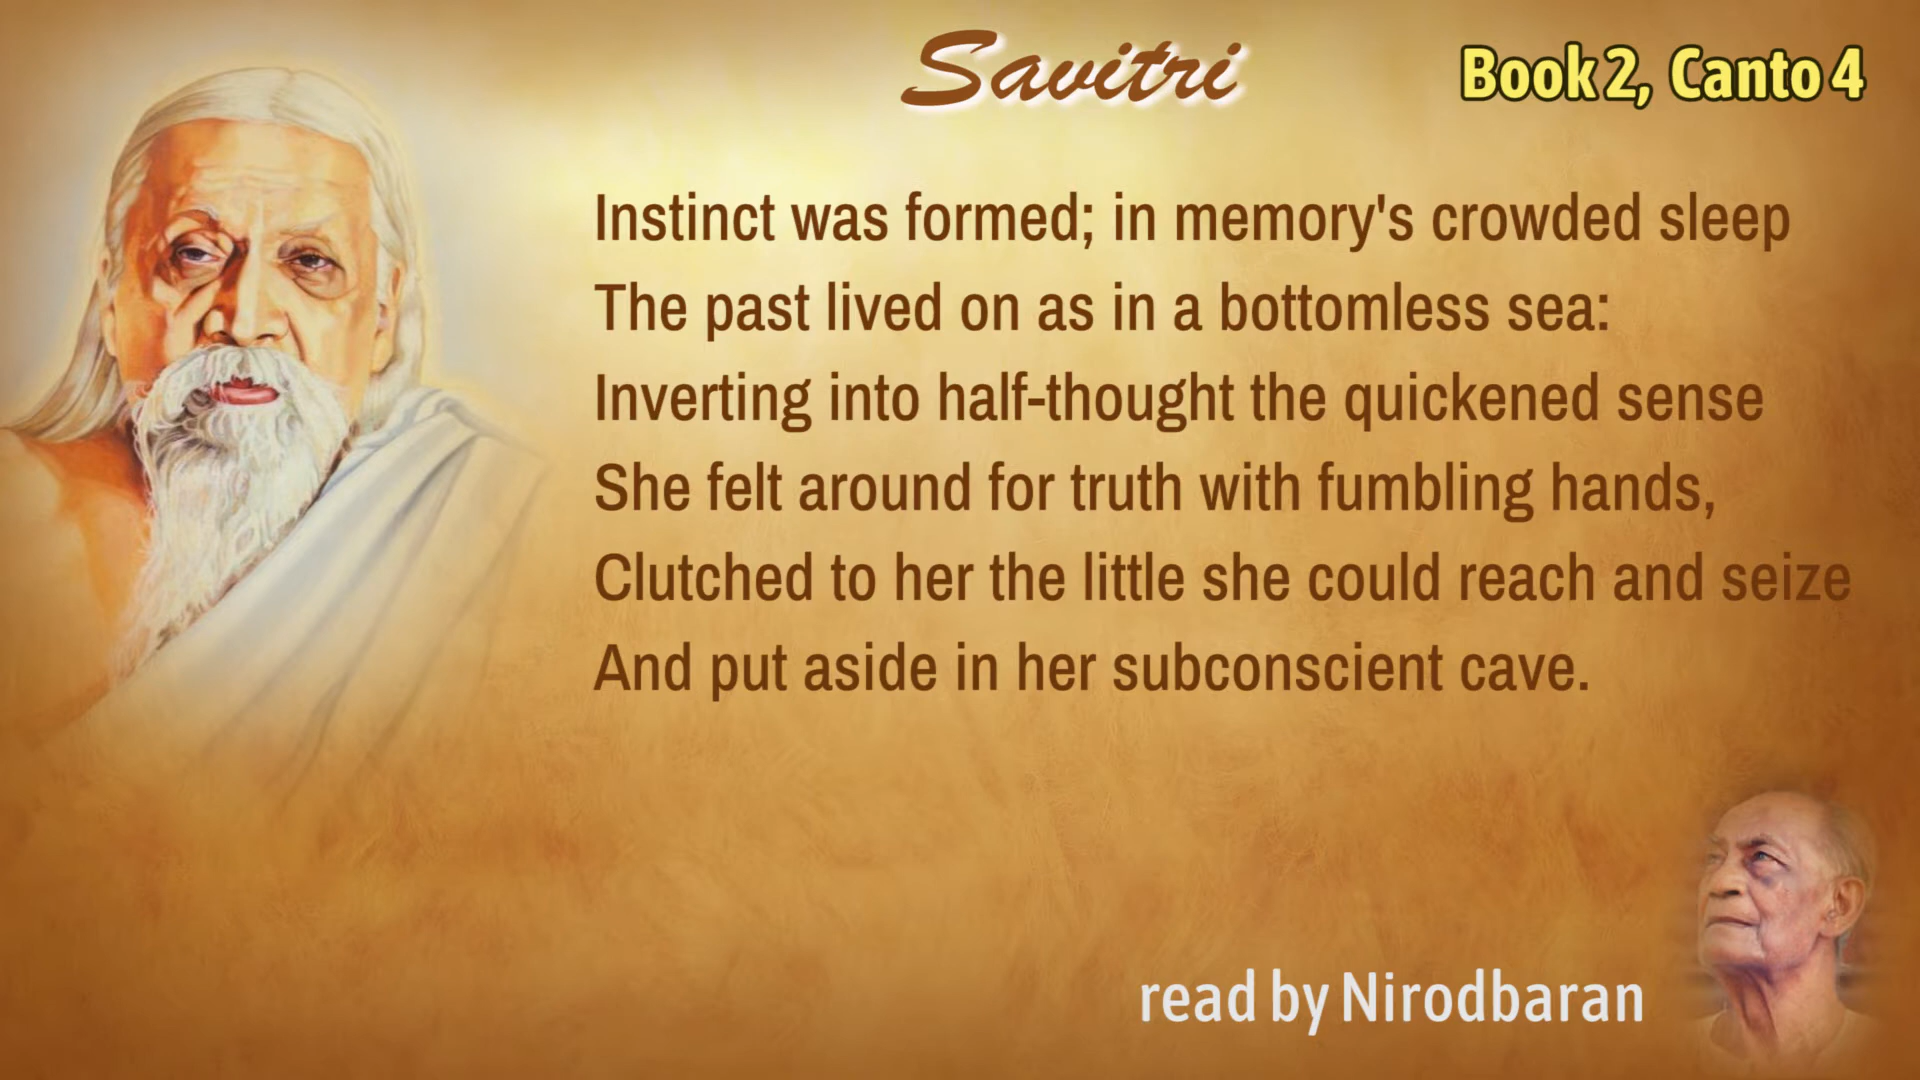 Savitri
Book 2, Canto 4
Instinct was formed; in memory's crowded sleep
The past lived on as in a bottomless sea:
Inverting into half-thought the quickened sense
She felt around for truth with fumbling hands,
Clutched to her the little she could reach and seize
And put aside in her subconscient cave.
read by Nirodbaran